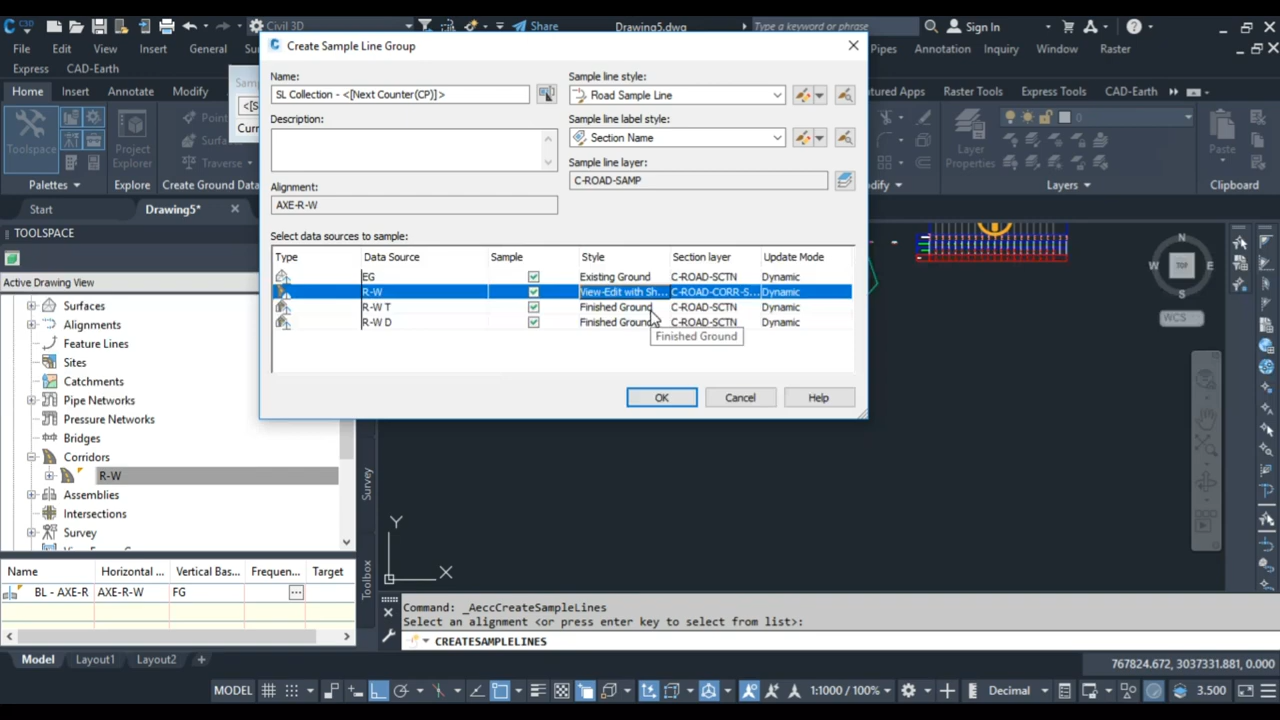 C3D
Civil 3D
Share
Drawing5.dwg
Type a keyword or phrase
Sign In
File
Edit
View
Insert
General
Pipes
Annotation
Inquiry
Window
Raster
Express
CAD-Earth
Home
Insert
Annotate
Modify
Raster Tools
Express Tools
CAD-Earth
Toolspace
Project
Explorer
Layer
Properties
Paste
Palettes
Explore
Create Ground Data
Layers
Clipboard
Start
Drawing5*
TOOLSPACE
Active Drawing View
Surfaces
Alignments
Feature Lines
Sites
Catchments
Pipe Networks
Pressure Networks
Bridges
Corridors
R-W
Assemblies
Intersections
Survey
Name
Horizontal ...
Vertical Bas...
Frequen...
Target
BL - AXE-R
AXE-R-W
FG
...
Survey
Toolbox
Create Sample Line Group
Name:
SL Collection - <[Next Counter(CP)]>
Description:
Alignment:
AXE-R-W
Sample line style:
Road Sample Line
Sample line label style:
Section Name
Sample line layer:
C-ROAD-SAMP
Select data sources to sample:
Type
Data Source
Sample
Style
Section layer
Update Mode
EG
Existing Ground
C-ROAD-SCTN
Dynamic
R-W
View-Edit with Sh...
C-ROAD-CORR-S...
Dynamic
R-W T
Finished Ground
C-ROAD-SCTN
Dynamic
R-W D
Finished Ground
C-ROAD-SCTN
Dynamic
Finished Ground
OK
Cancel
Help
N
W
TOP
E
S
WCS
Y
X
Command: _AeccCreateSampleLines
Select an alignment <or press enter key to select from list>:
CREATESAMPLELINES
Model
Layout1
Layout2
+
767824.672, 3037331.881, 0.000
MODEL
1:1000 / 100%
Decimal
3.500